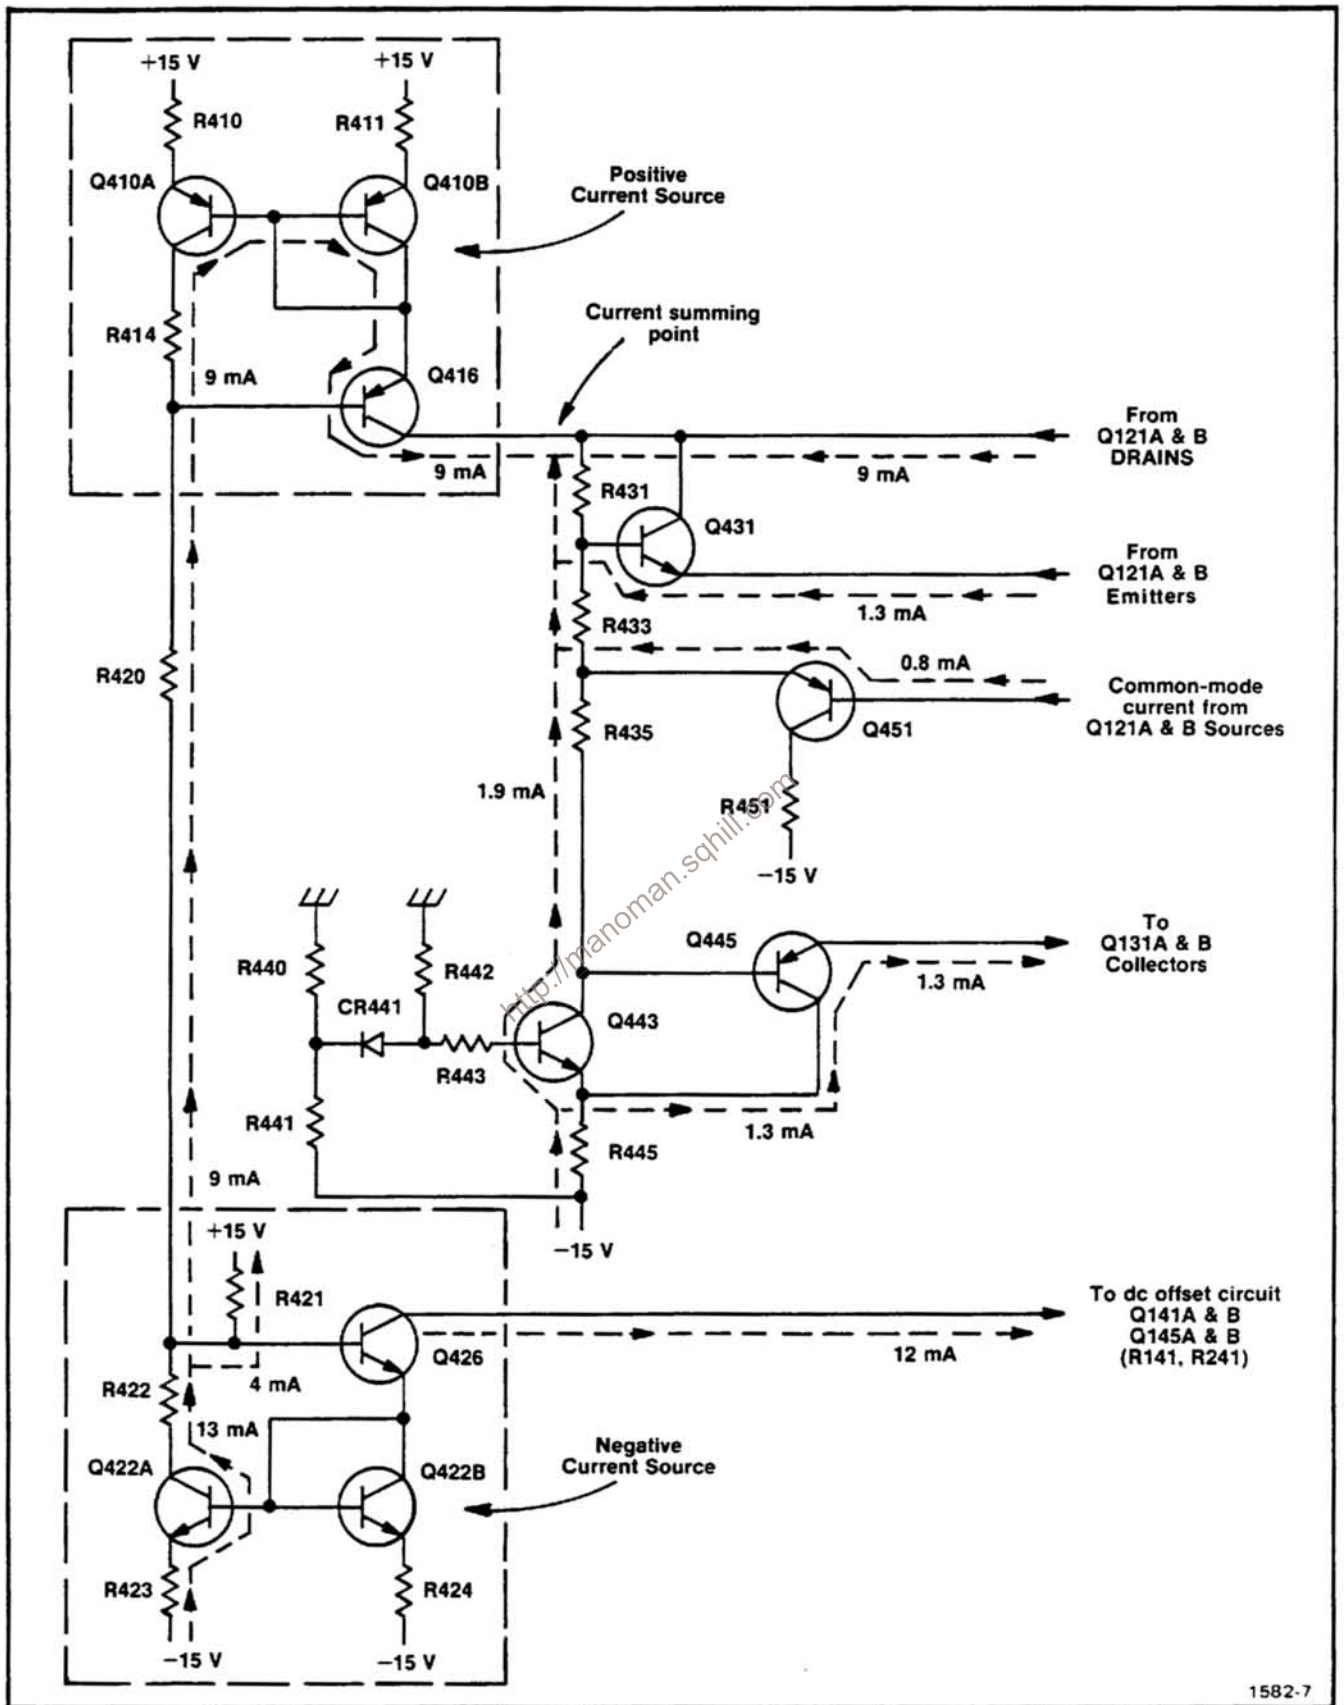 +15 V
+15 V
R410
R411
Q410A
Q410B
Positive
Current Source
R414
9 mA
Q416
Current summing
point
9 mA
From
Q121A & B
DRAINS
9 mA
R431
Q431
From
Q121A & B
Emitters
1.3 mA
R433
R420
0.8 mA
Common-mode
current from
Q121A & B Sources
R435
Q451
1.9 mA
R451
−15 V
http://manoman.sqhill.com
R440
R442
CR441
Q445
To
Q131A & B
Collectors
1.3 mA
Q443
R443
R441
1.3 mA
R445
9 mA
−15 V
+15 V
R421
To dc offset circuit
Q141A & B
Q145A & B
(R141, R241)
Q426
12 mA
R422
4 mA
13 mA
Q422A
Q422B
Negative
Current Source
R423
R424
−15 V
−15 V
1582-7